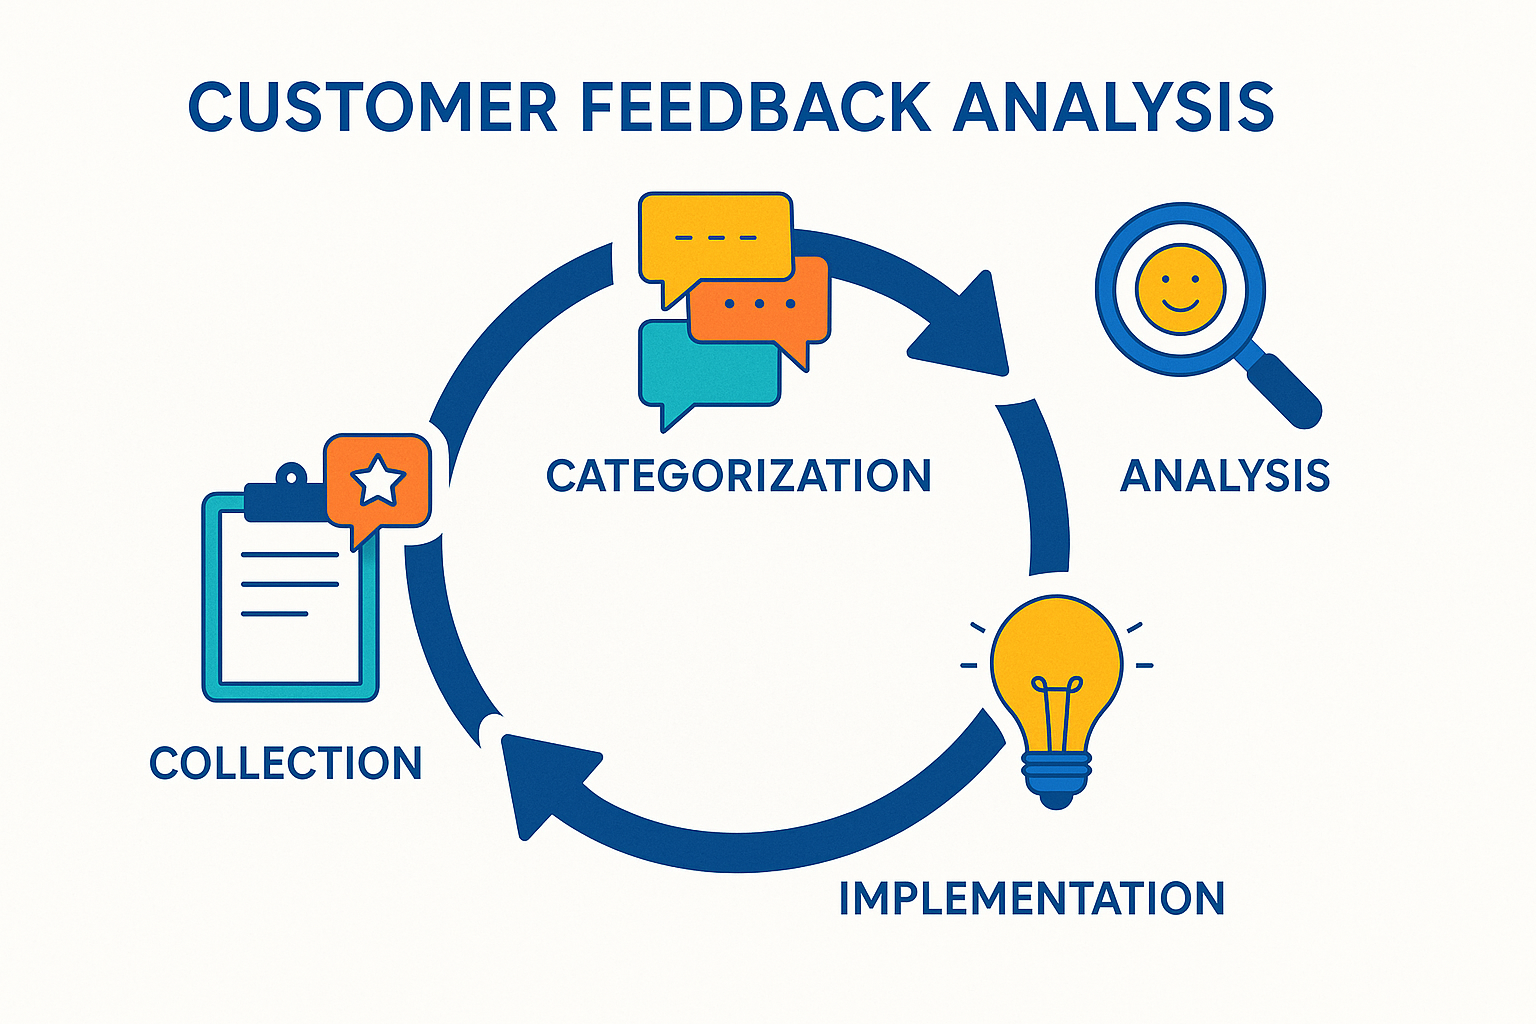 CUSTOMER FEEDBACK ANALYSIS
CATEGORIZATION
ANALYSIS
COLLECTION
IMPLEMENTATION